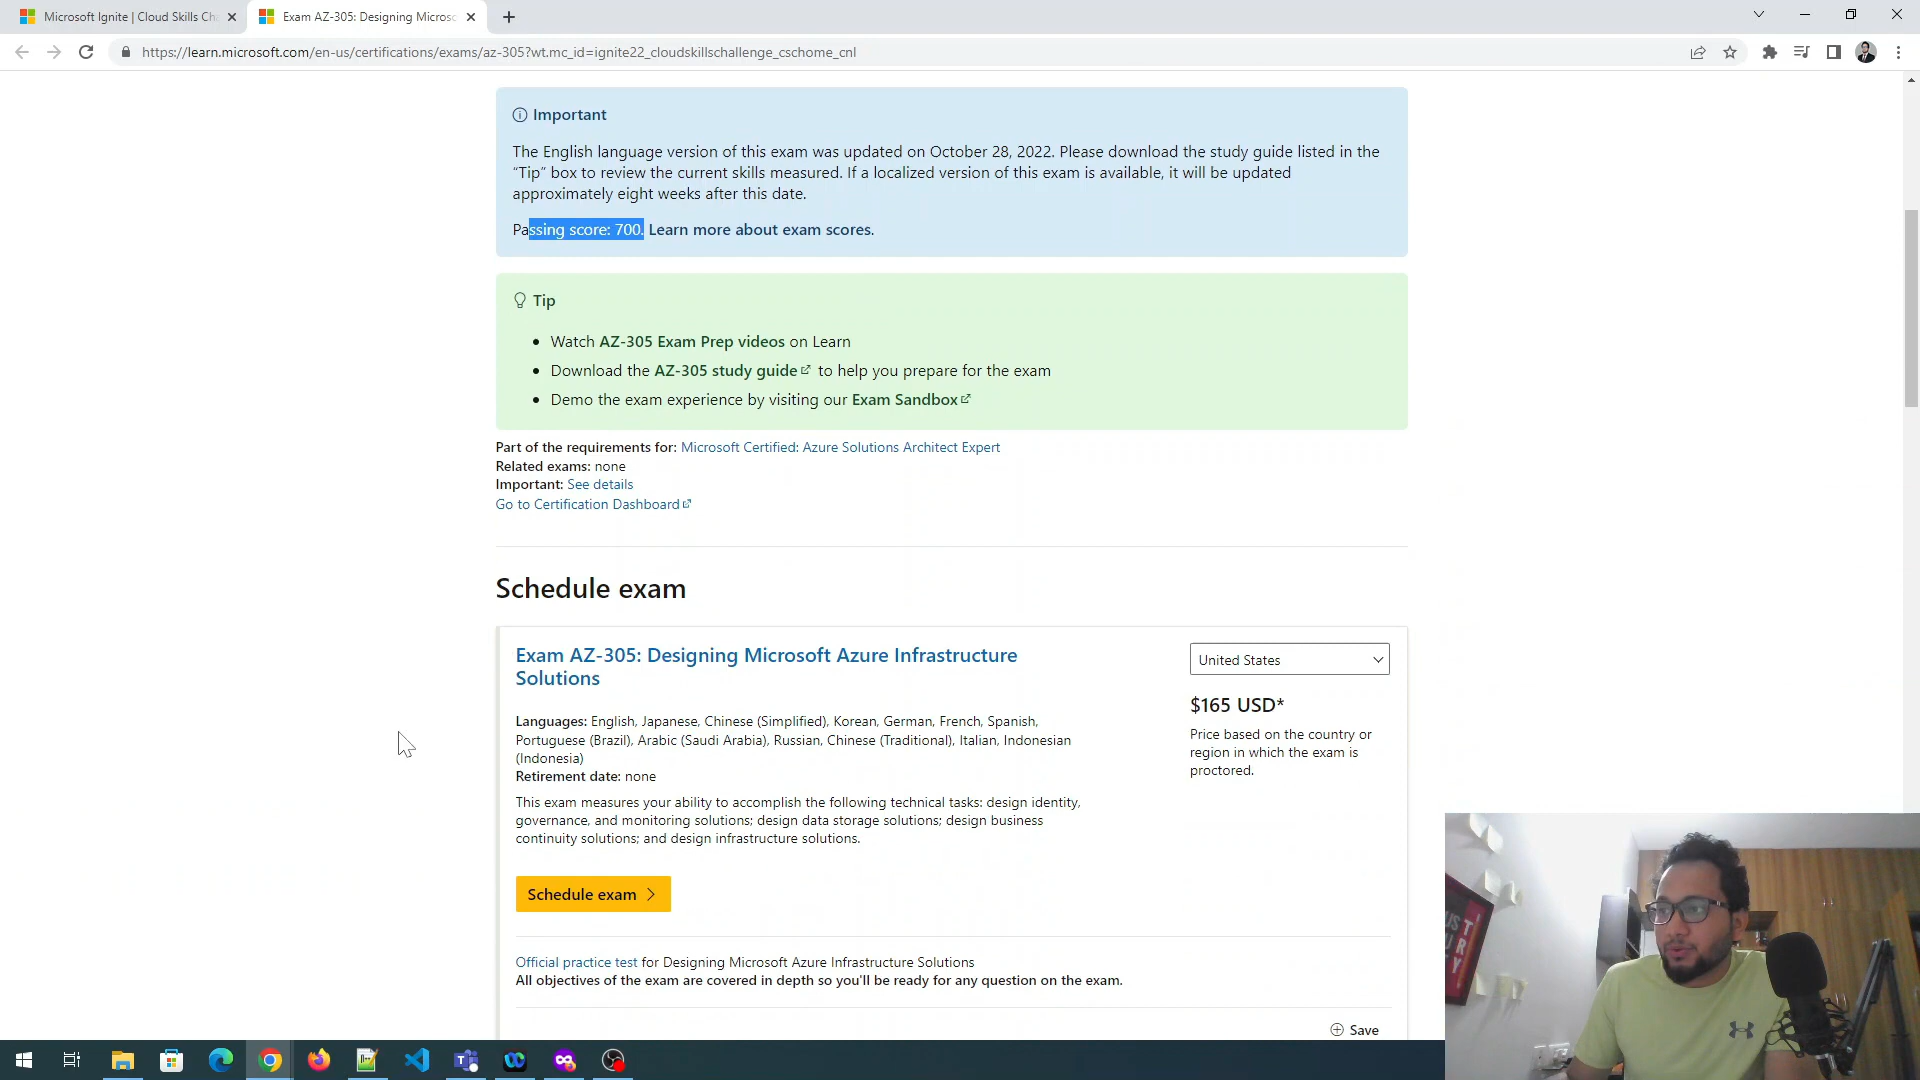 Microsoft Ignite | Cloud Skills Ch
Exam AZ-305: Designing Microso
https://learn.microsoft.com/en-us/certifications/exams/az-305?wt.mc_id=ignite22_cloudskillschallenge_cschome_cnl
Important
The English language version of this exam was updated on October 28, 2022. Please download the study guide listed in the
“Tip” box to review the current skills measured. If a localized version of this exam is available, it will be updated
approximately eight weeks after this date.
Passing score: 700. Learn more about exam scores.
Tip
• Watch AZ-305 Exam Prep videos on Learn
• Download the AZ-305 study guide to help you prepare for the exam
• Demo the exam experience by visiting our Exam Sandbox
Part of the requirements for: Microsoft Certified: Azure Solutions Architect Expert
Related exams: none
Important: See details
Go to Certification Dashboard
Schedule exam
Exam AZ-305: Designing Microsoft Azure Infrastructure
Solutions
Languages: English, Japanese, Chinese (Simplified), Korean, German, French, Spanish,
Portuguese (Brazil), Arabic (Saudi Arabia), Russian, Chinese (Traditional), Italian, Indonesian
(Indonesia)
Retirement date: none
This exam measures your ability to accomplish the following technical tasks: design identity,
governance, and monitoring solutions; design data storage solutions; design business
continuity solutions; and design infrastructure solutions.
United States
$165 USD*
Price based on the country or
region in which the exam is
proctored.
Schedule exam
Official practice test for Designing Microsoft Azure Infrastructure Solutions
All objectives of the exam are covered in depth so you'll be ready for any question on the exam.
Save
TRY